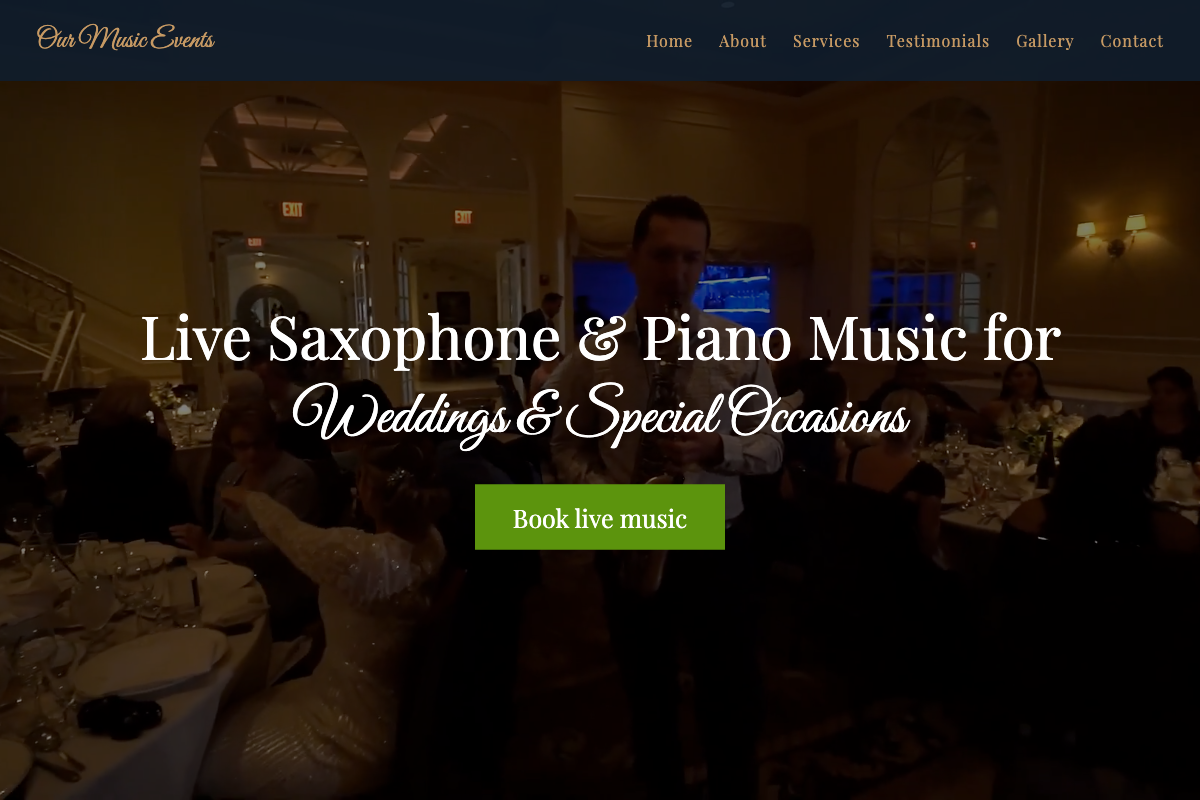 Our Music Events
Home About Services Testimonials Gallery Contact
EXIT EXIT
EXIT
Live Saxophone & Piano Music for
Weddings & Special Occasions
Book live music